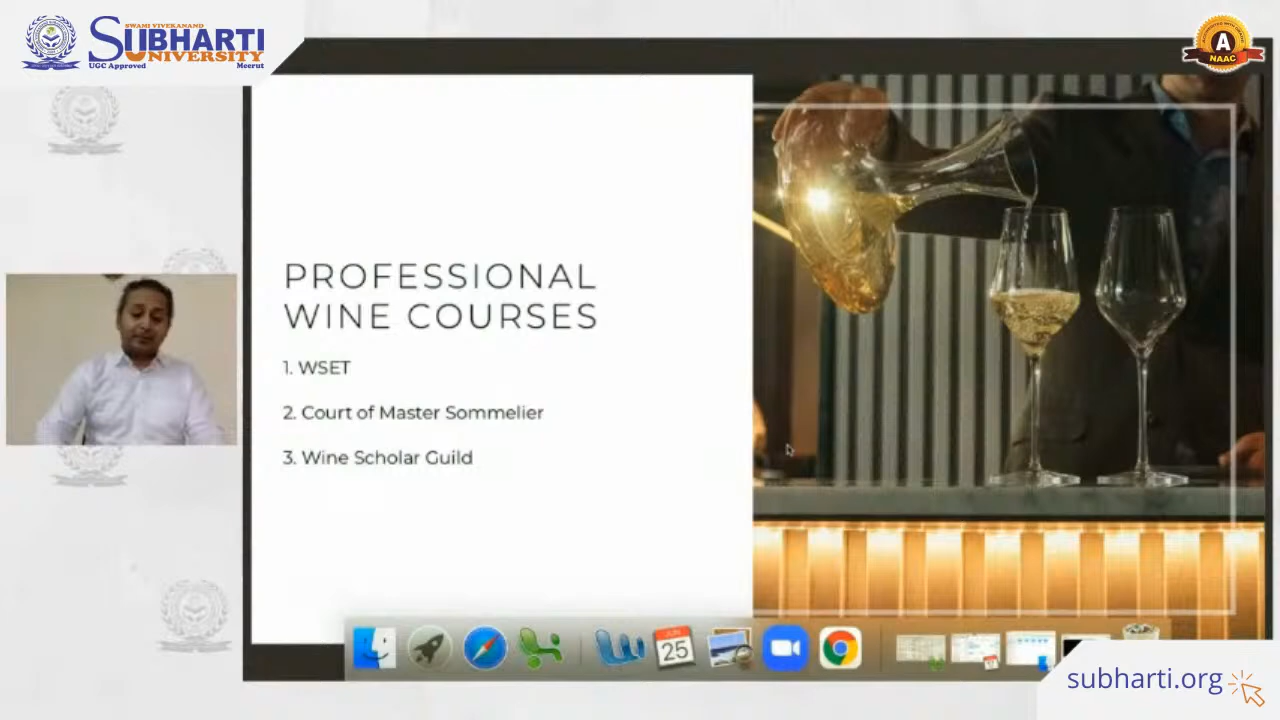 SWAMI VIVEKANAND
SUBHARTI
UNIVERSITY
UGC Approved Meerut
A
NAAC
PROFESSIONAL
WINE COURSES
1. WSET
2. Court of Master Sommelier
3. Wine Scholar Guild
JUN
25
subharti.org